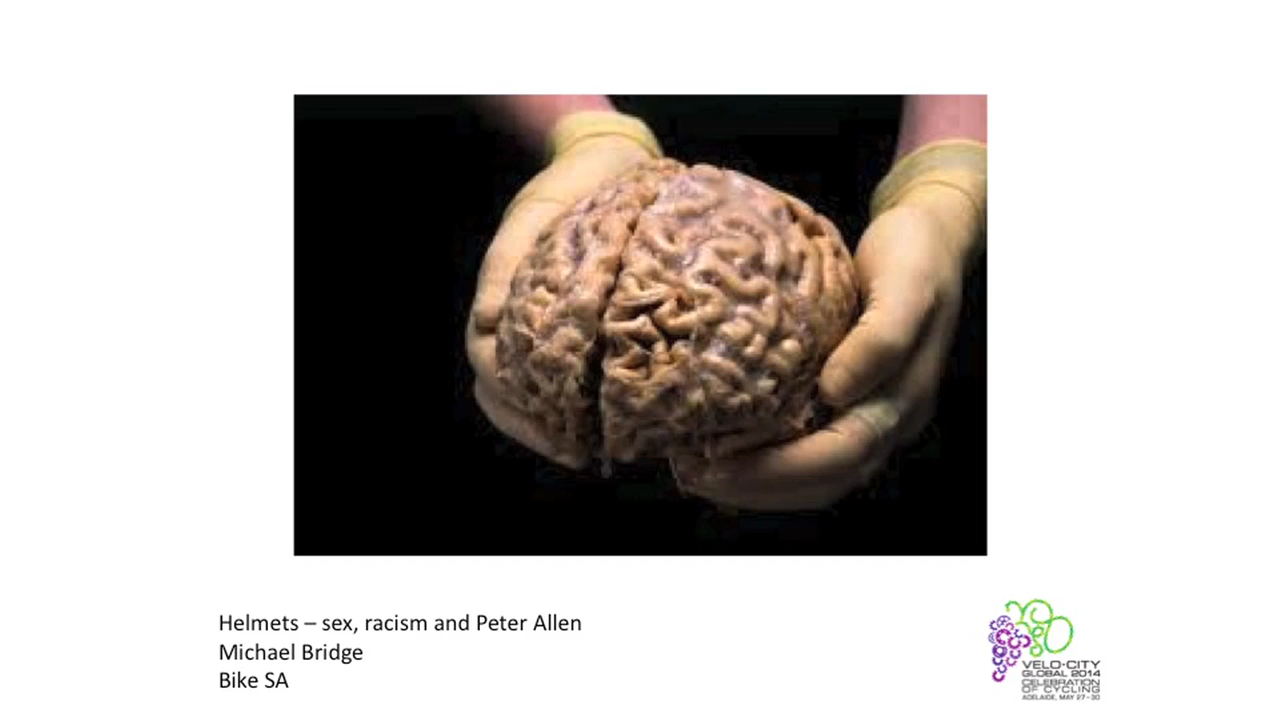 Helmets – sex, racism and Peter Allen
Michael Bridge
Bike SA
VELO-CITY
GLOBAL 2014
CELEBRATION
OF CYCLING
ADELAIDE, MAY 27-30